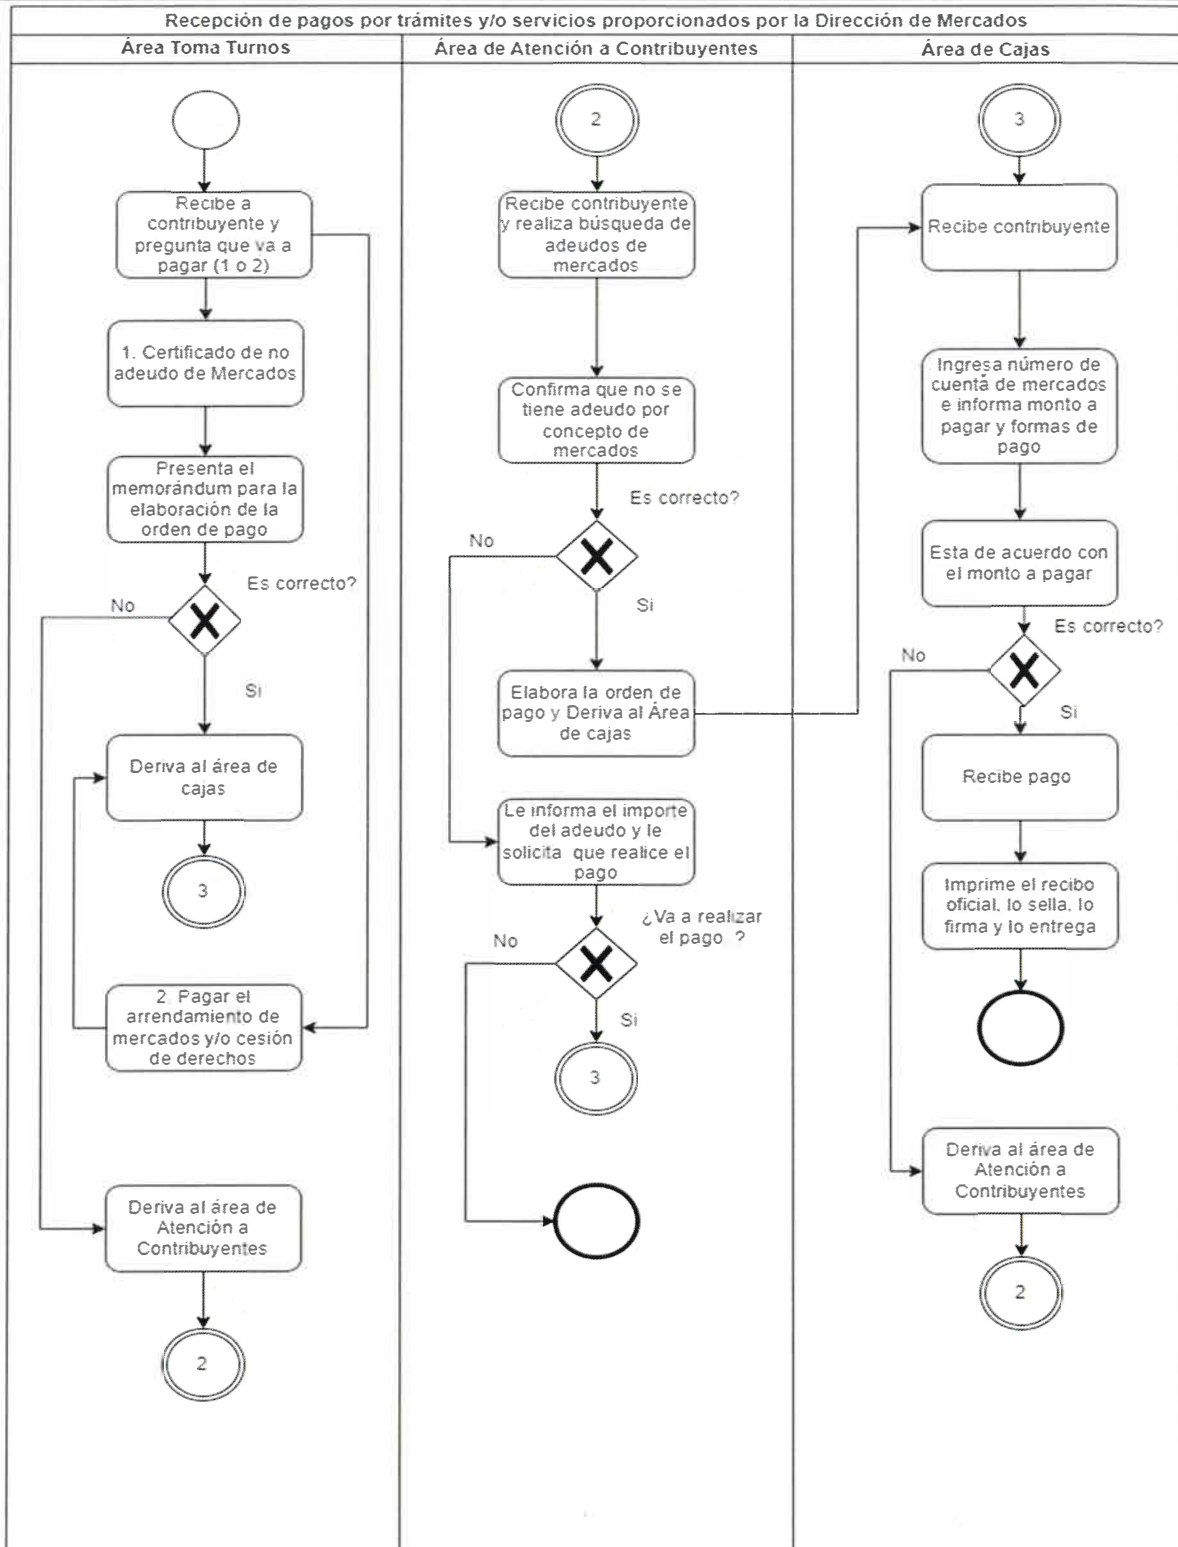 Recepción de pagos por trámites y/o servicios proporcionados por la Dirección de Mercados
Área Toma Turnos
Recibe a
contribuyente y
pregunta que va a
pagar (1 o 2)
1. Certificado de no
adeudo de Mercados
Presenta el
memorándum para la
elaboración de la
orden de pago
Es correcto?
No
Si
Deriva al área de
cajas
3
2. Pagar el
arrendamiento de
mercados y/o cesión
de derechos
Deriva al área de
Atención a
Contribuyentes
2
Área de Atención a Contribuyentes
2
Recibe contribuyente
y realiza búsqueda de
adeudos de
mercados
Confirma que no se
tiene adeudo por
concepto de
mercados
Es correcto?
No
Si
Elabora la orden de
pago y Deriva al Área
de cajas
Le informa el importe
del adeudo y le
solicita que realice el
pago
¿Va a realizar
el pago ?
No
Si
3
Área de Cajas
3
Recibe contribuyente
Ingresa número de
cuenta de mercados
e informa monto a
pagar y formas de
pago
Esta de acuerdo con
el monto a pagar
Es correcto?
No
Si
Recibe pago
Imprime el recibo
oficial, lo sella, lo
firma y lo entrega
Deriva al área de
Atención a
Contribuyentes
2